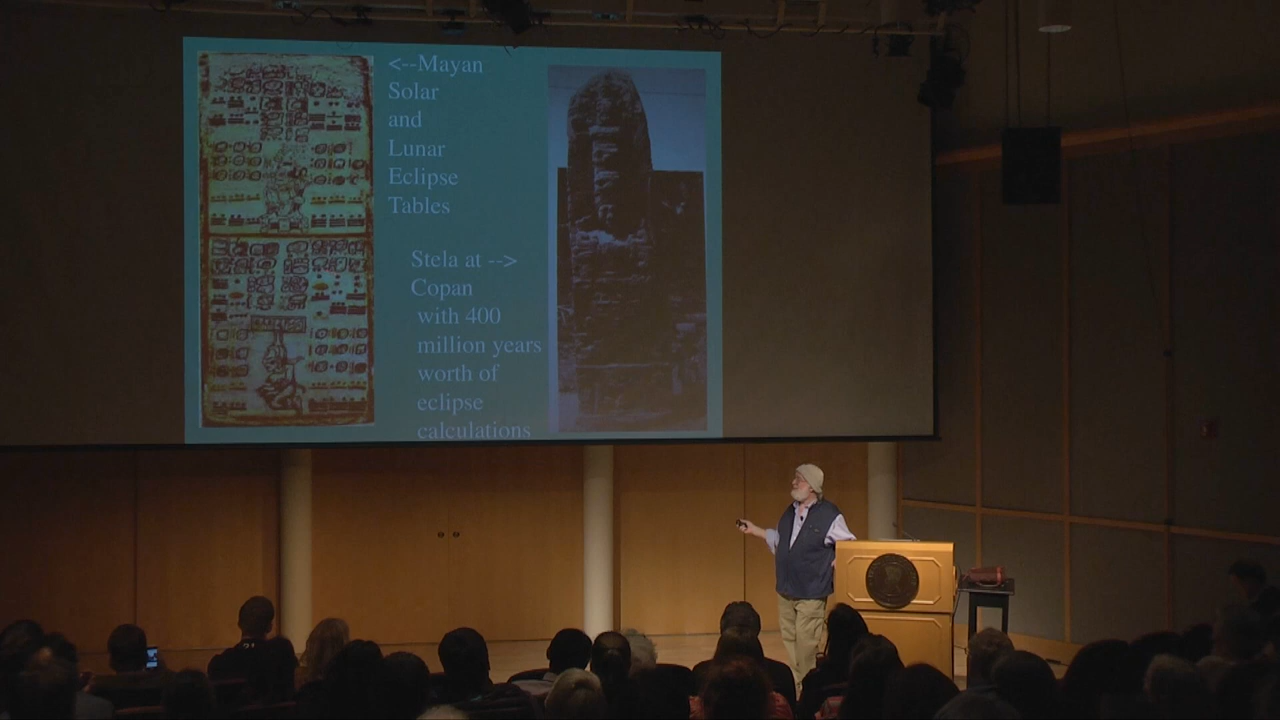 <--Mayan
Solar
and
Lunar
Eclipse
Tables
Stela at -->
Copan
with 400
million years
worth of
eclipse
calculations